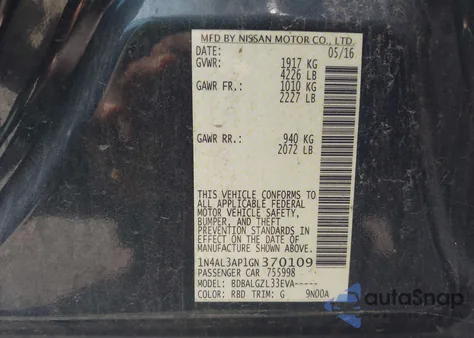 MFD BY NISSAN MOTOR CO., LTD.
DATE: 05/16
GVWR: 1917 KG
4226 LB
GAWR FR.: 1010 KG
2227 LB
GAWR RR.: 940 KG
2072 LB
THIS VEHICLE CONFORMS TO
ALL APPLICABLE FEDERAL
MOTOR VEHICLE SAFETY,
BUMPER, AND THEFT
PREVENTION STANDARDS IN
EFFECT ON THE DATE OF
MANUFACTURE SHOWN ABOVE.
1N4AL3AP1GN370109
PASSENGER CAR 755998
MODEL: BDBALGZL33EVA-----
COLOR: RBD TRIM: G 9N00A
autoSnap